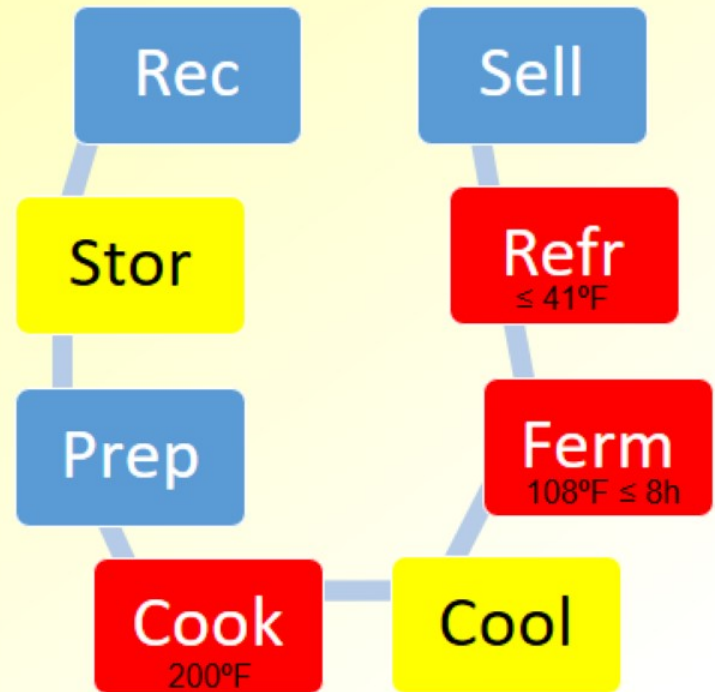 Rec
Stor
Prep
Cook
200ºF
Cool
Ferm
108ºF ≤ 8h
Refr
≤ 41ºF
Sell